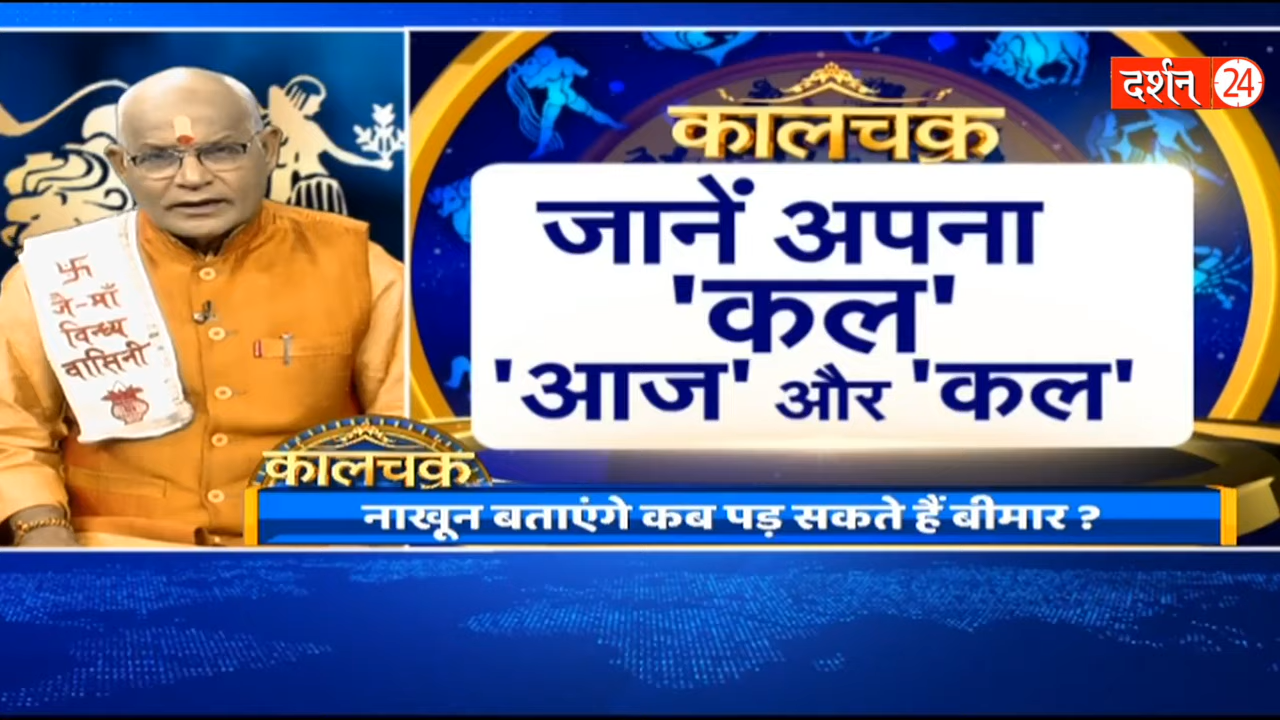 दर्शन 24
कालचक्र
जानें अपना
'कल'
'आज' और 'कल'
जै-माँ
विन्ध्य
वासिनी
कालचक्र
नाखून बताएंगे कब पड़ सकते हैं बीमार ?